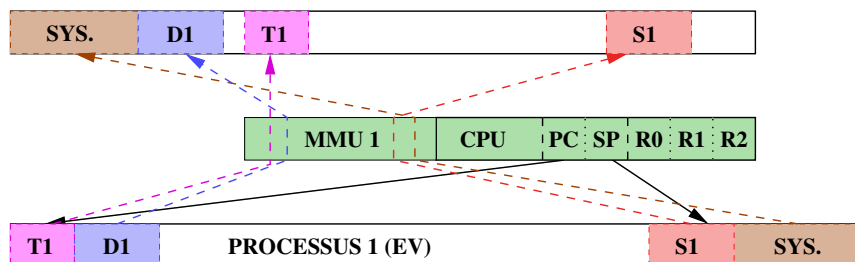 SYS. D1 T1 S1
MMU 1 CPU PC SP R0 R1 R2
T1 D1 PROCESSUS 1 (EV) S1 SYS.